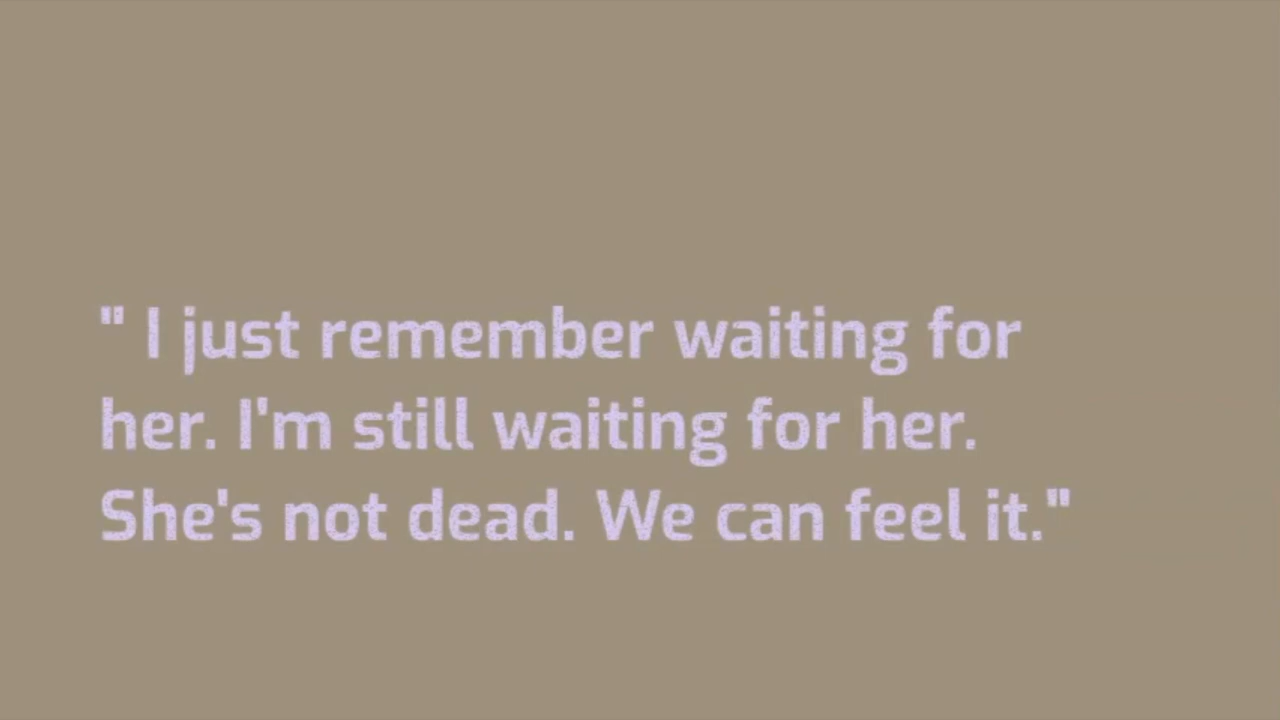 " I just remember waiting for
her. I'm still waiting for her.
She's not dead. We can feel it."